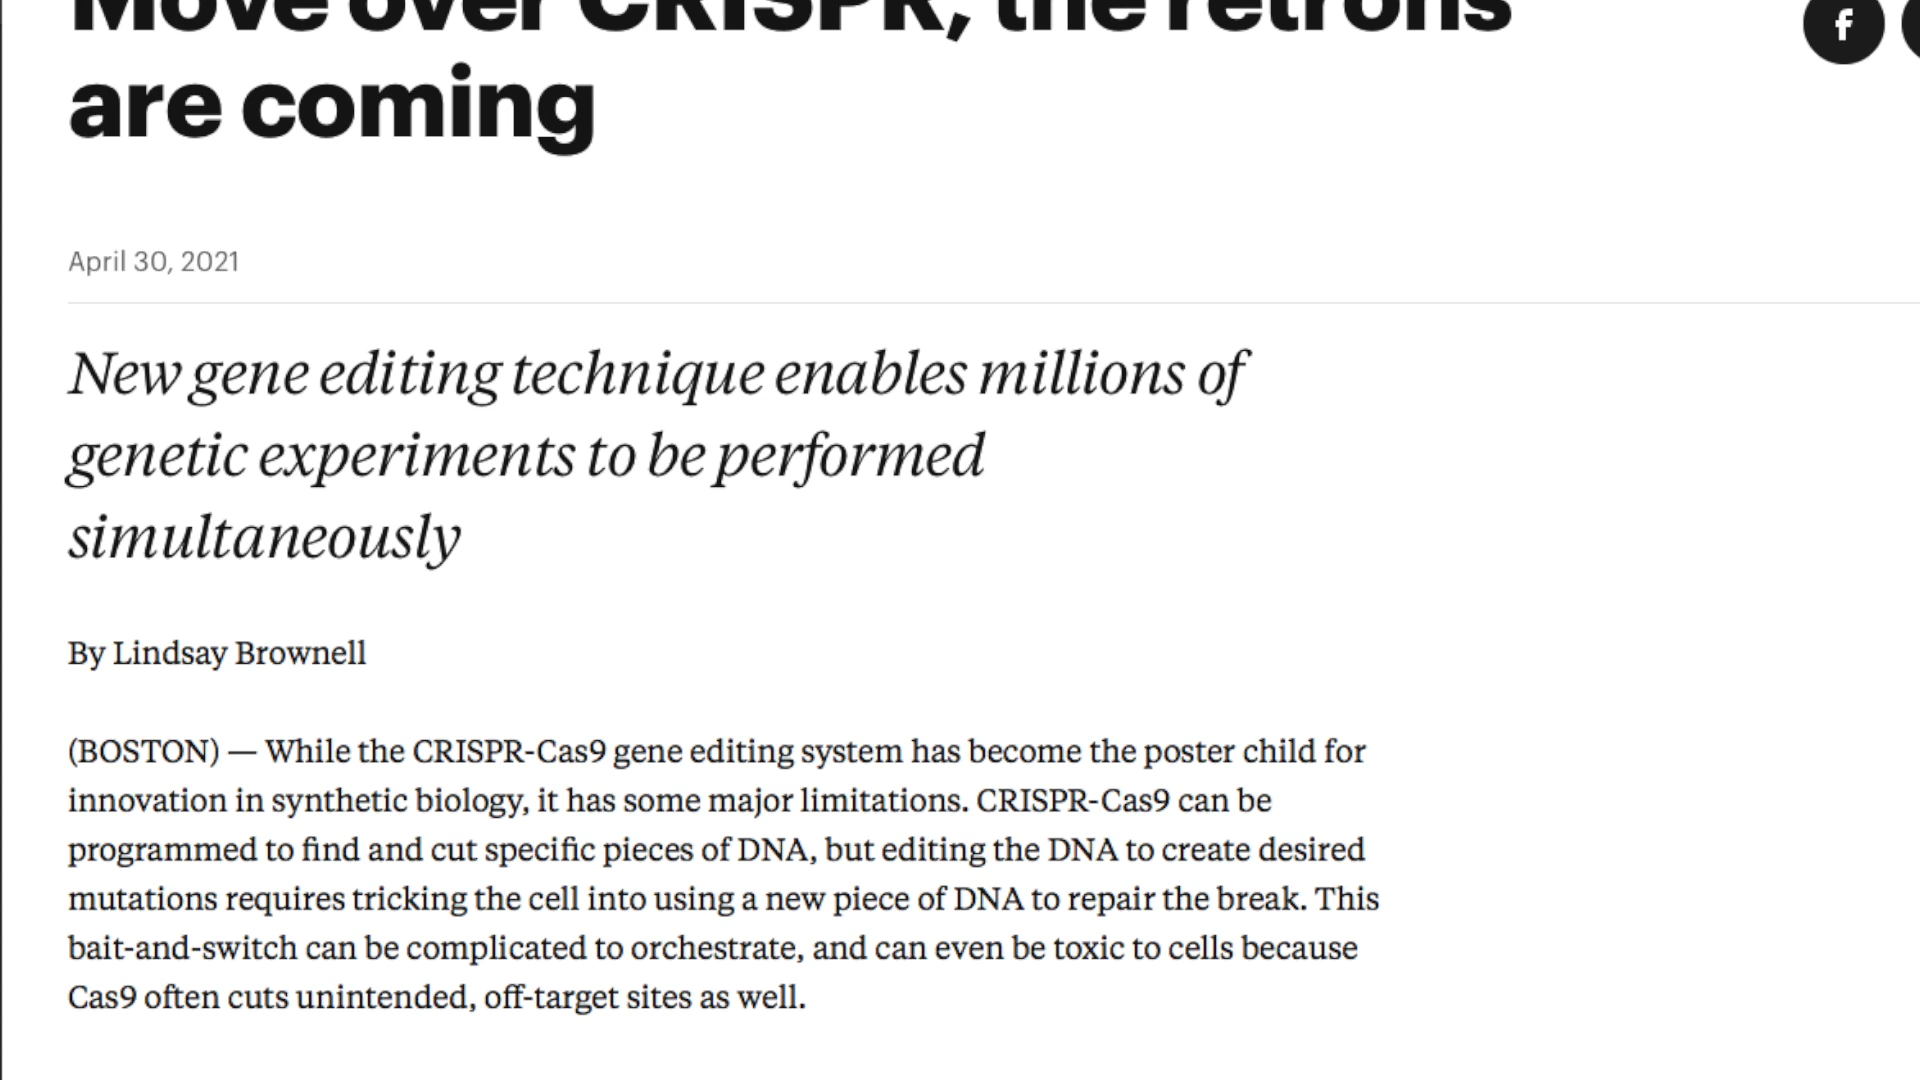 Move over CRISPR, the retrons
are coming
April 30, 2021
New gene editing technique enables millions of
genetic experiments to be performed
simultaneously
By Lindsay Brownell
(BOSTON) — While the CRISPR-Cas9 gene editing system has become the poster child for
innovation in synthetic biology, it has some major limitations. CRISPR-Cas9 can be
programmed to find and cut specific pieces of DNA, but editing the DNA to create desired
mutations requires tricking the cell into using a new piece of DNA to repair the break. This
bait-and-switch can be complicated to orchestrate, and can even be toxic to cells because
Cas9 often cuts unintended, off-target sites as well.